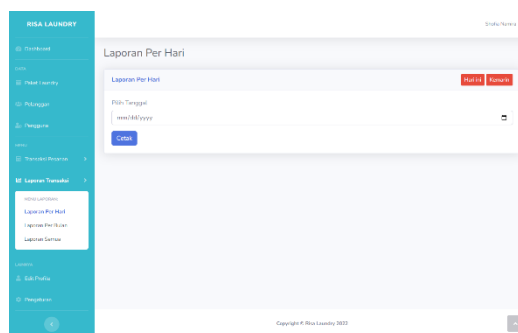 RISA LAUNDRY
Dashboard
DATA
Paket Laundry
Pelanggan
Pengguna
MENU
Transaksi Pesanan
Laporan Transaksi
MENU LAPORAN:
Laporan Per Hari
Laporan Per Bulan
Laporan Semua
LAINNYA
Edit Profile
Pengaturan
Laporan Per Hari
Laporan Per Hari
Hari ini
Kemarin
Pilih Tanggal
mm/dd/yyyy
Cetak
Copyright © Risa Laundry 2022